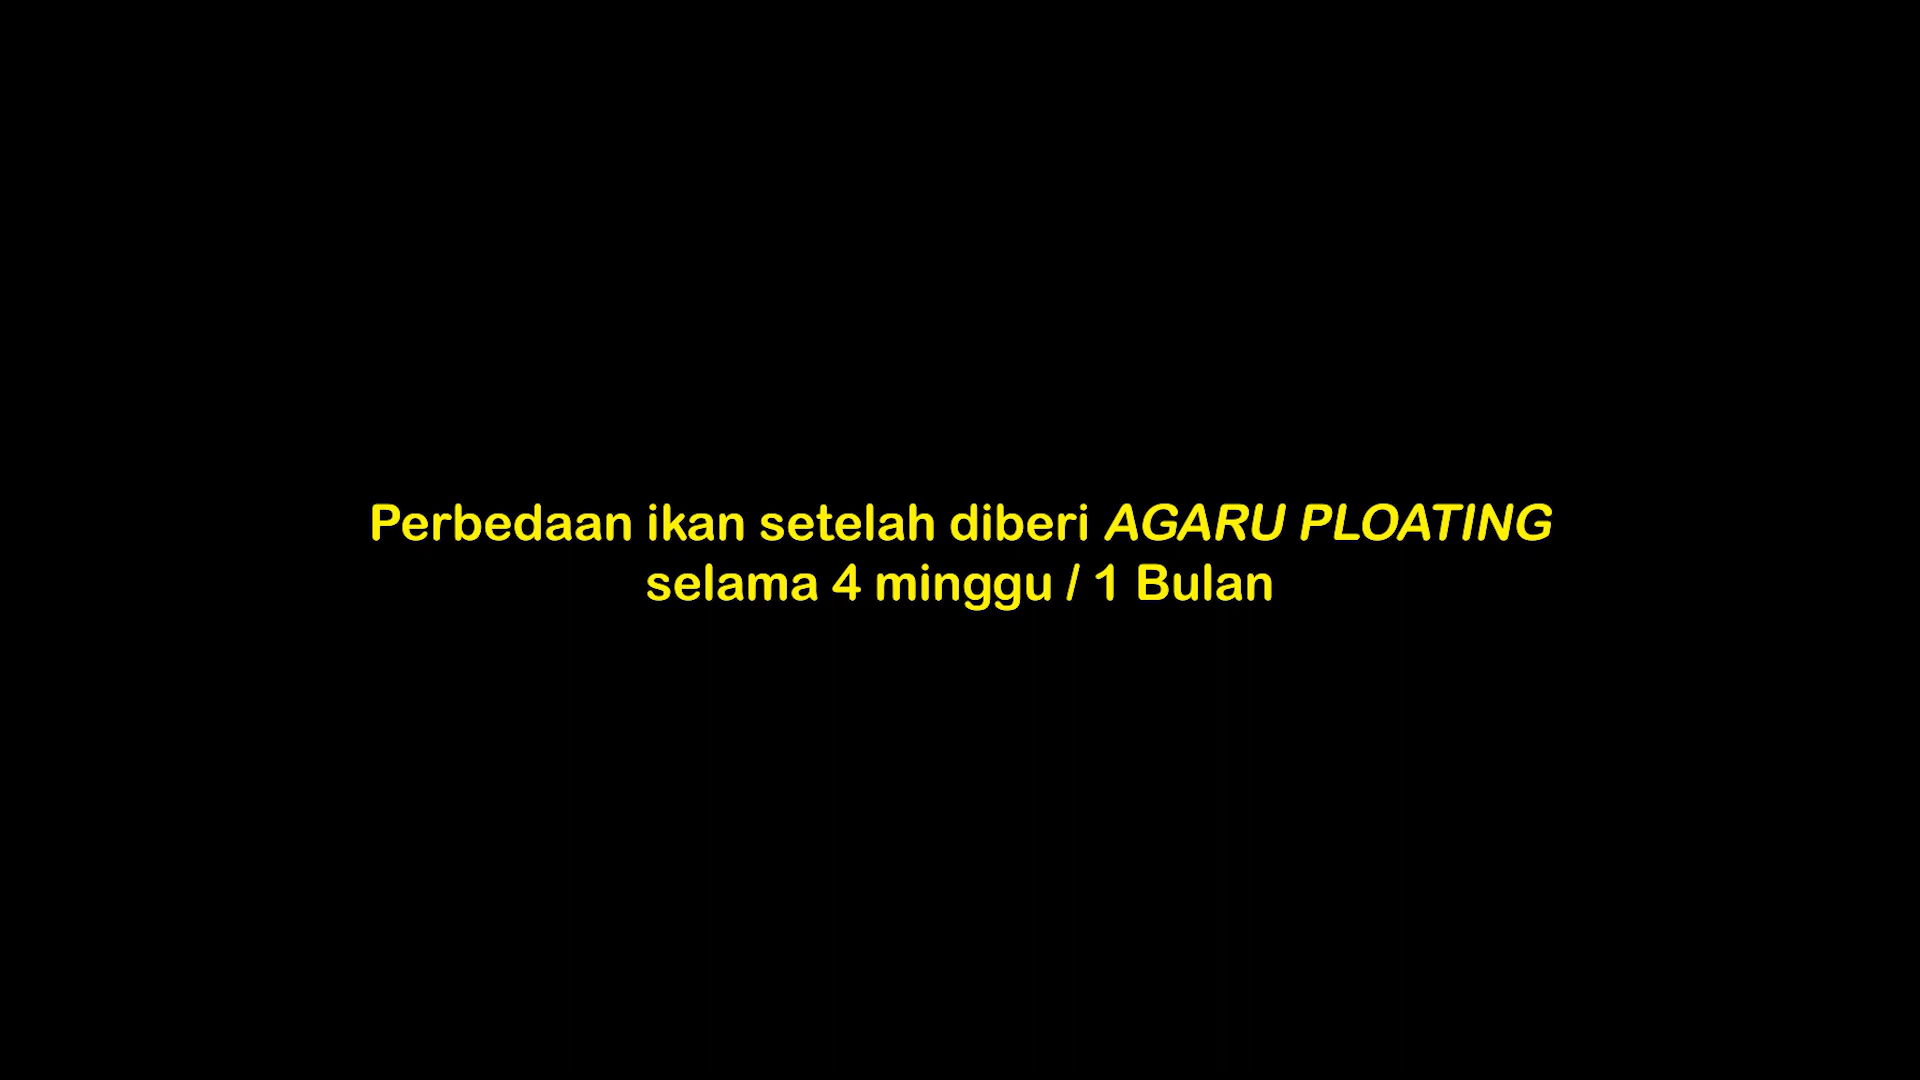 Perbedaan ikan setelah diberi AGARU PLOATING
selama 4 minggu / 1 Bulan